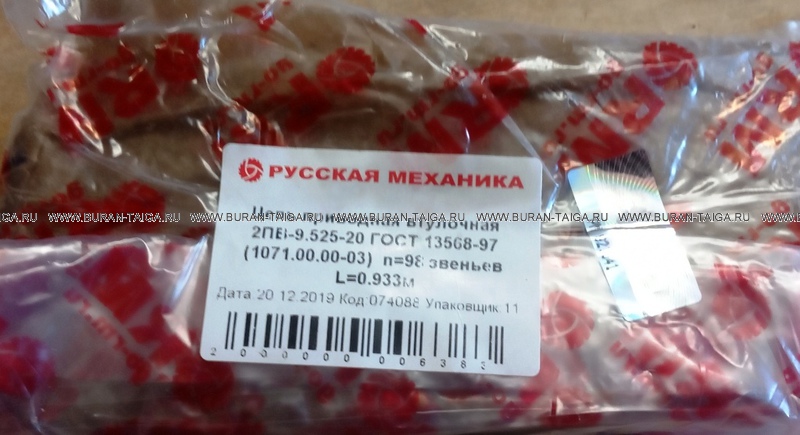 РУССКАЯ МЕХАНИКА
WWW.BURAN-TAIGA.RU WWW.BURAN-TAIGA.RU WWW.BURAN-TAIGA.RU WWW.BURAN-TAIGA.RU WWW.BURAN-TAIGA.RU
втулочная
2ПВ-9.525-20 ГОСТ 13568-97
(1071.00.00-03) n=98 звеньев
L=0.933м
Дата:20.12.2019 Код:074088 Упаковщик:11